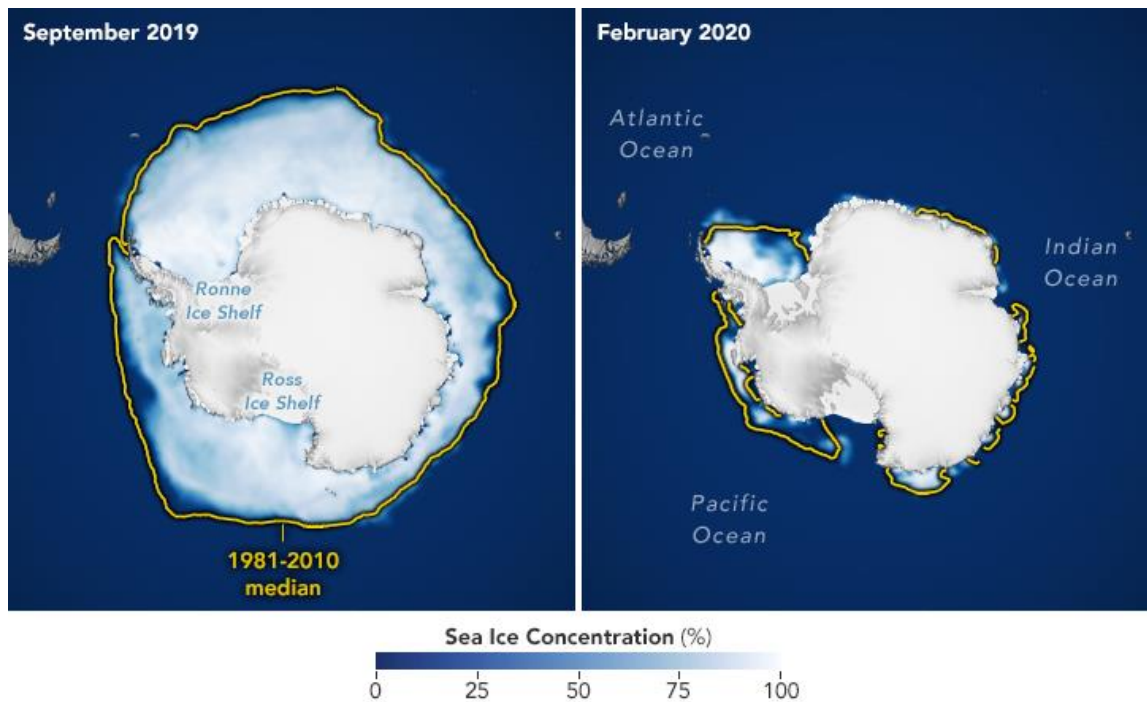 September 2019
Ronne
Ice Shelf
Ross
Ice Shelf
1981-2010
median
February 2020
Atlantic
Ocean
Indian
Ocean
Pacific
Ocean
Sea Ice Concentration (%)
0 25 50 75 100